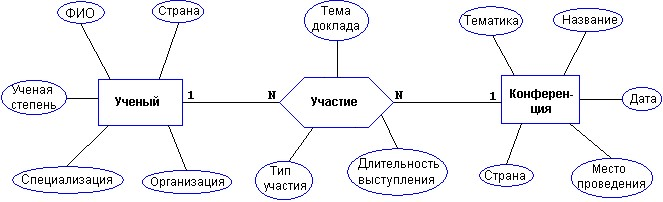 ФИО
Страна
Тема
доклада
Тематика
Название
Ученая
степень
Ученый
1
N
Участие
N
1
Конферен-
ция
Дата
Специализация
Организация
Тип
участия
Длительность
выступления
Страна
Место
проведения